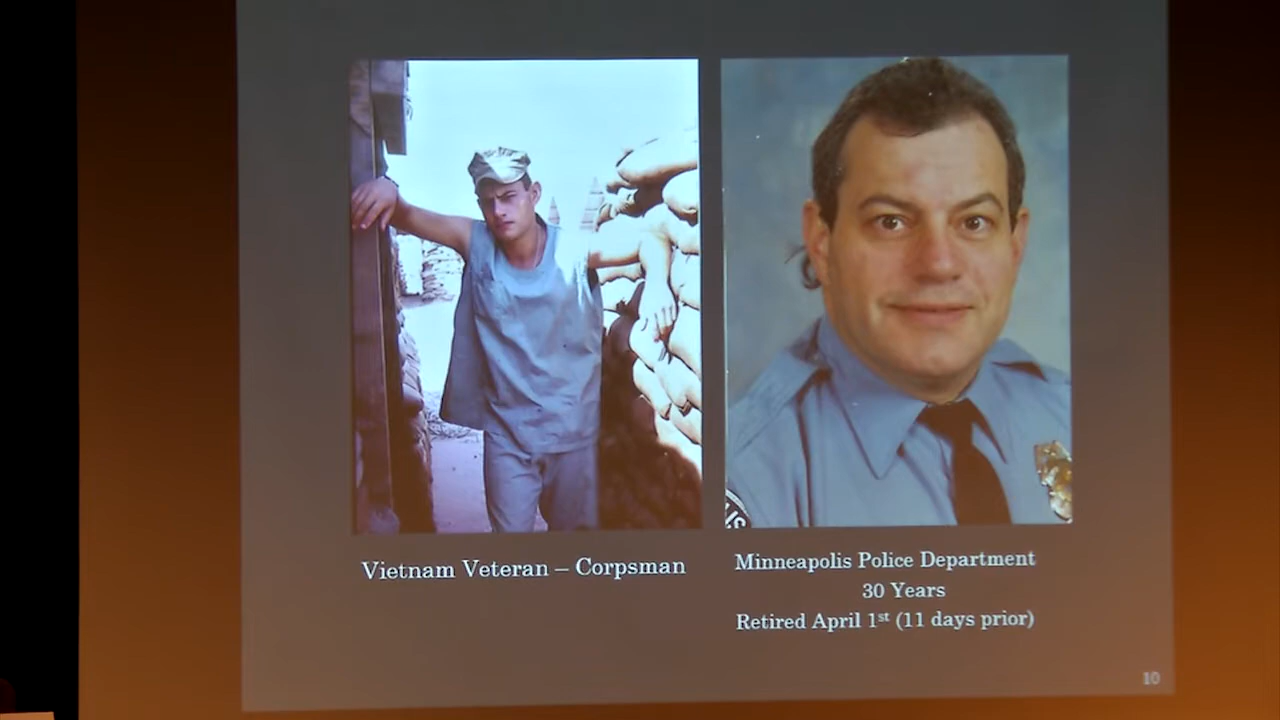 Vietnam Veteran – Corpsman
Minneapolis Police Department
30 Years
Retired April 1st (11 days prior)
10